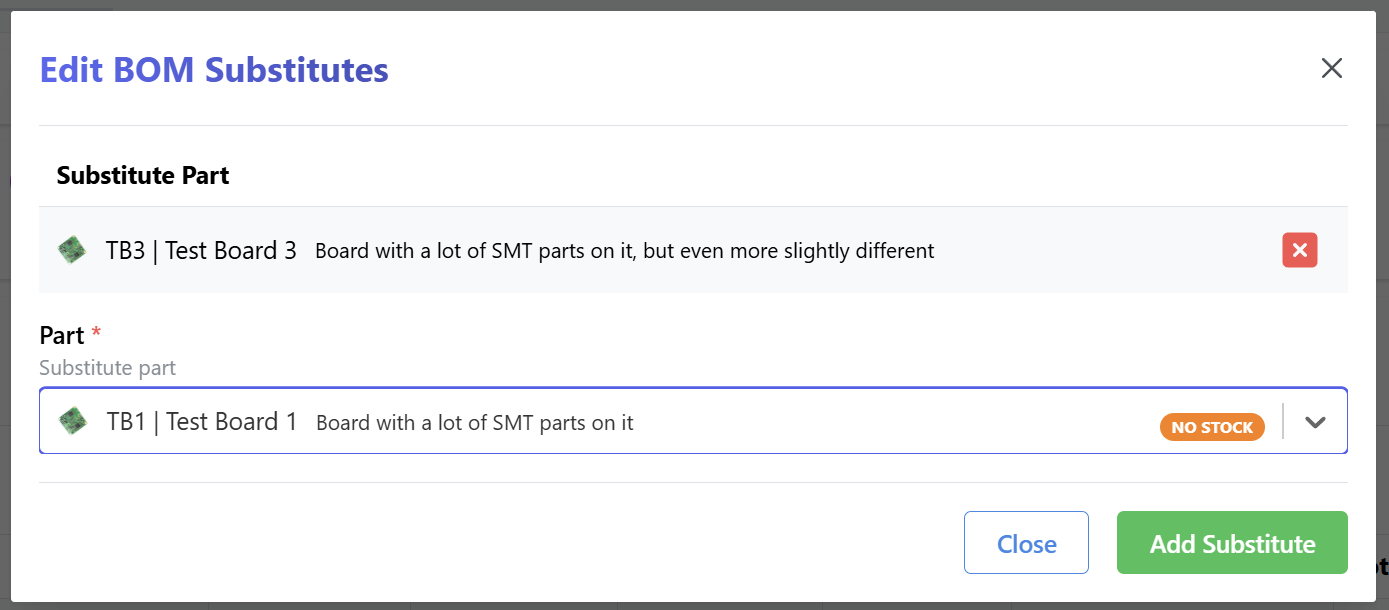 Edit BOM Substitutes
Substitute Part
TB3 | Test Board 3 Board with a lot of SMT parts on it, but even more slightly different
Part *
Substitute part
TB1 | Test Board 1 Board with a lot of SMT parts on it NO STOCK
Close Add Substitute